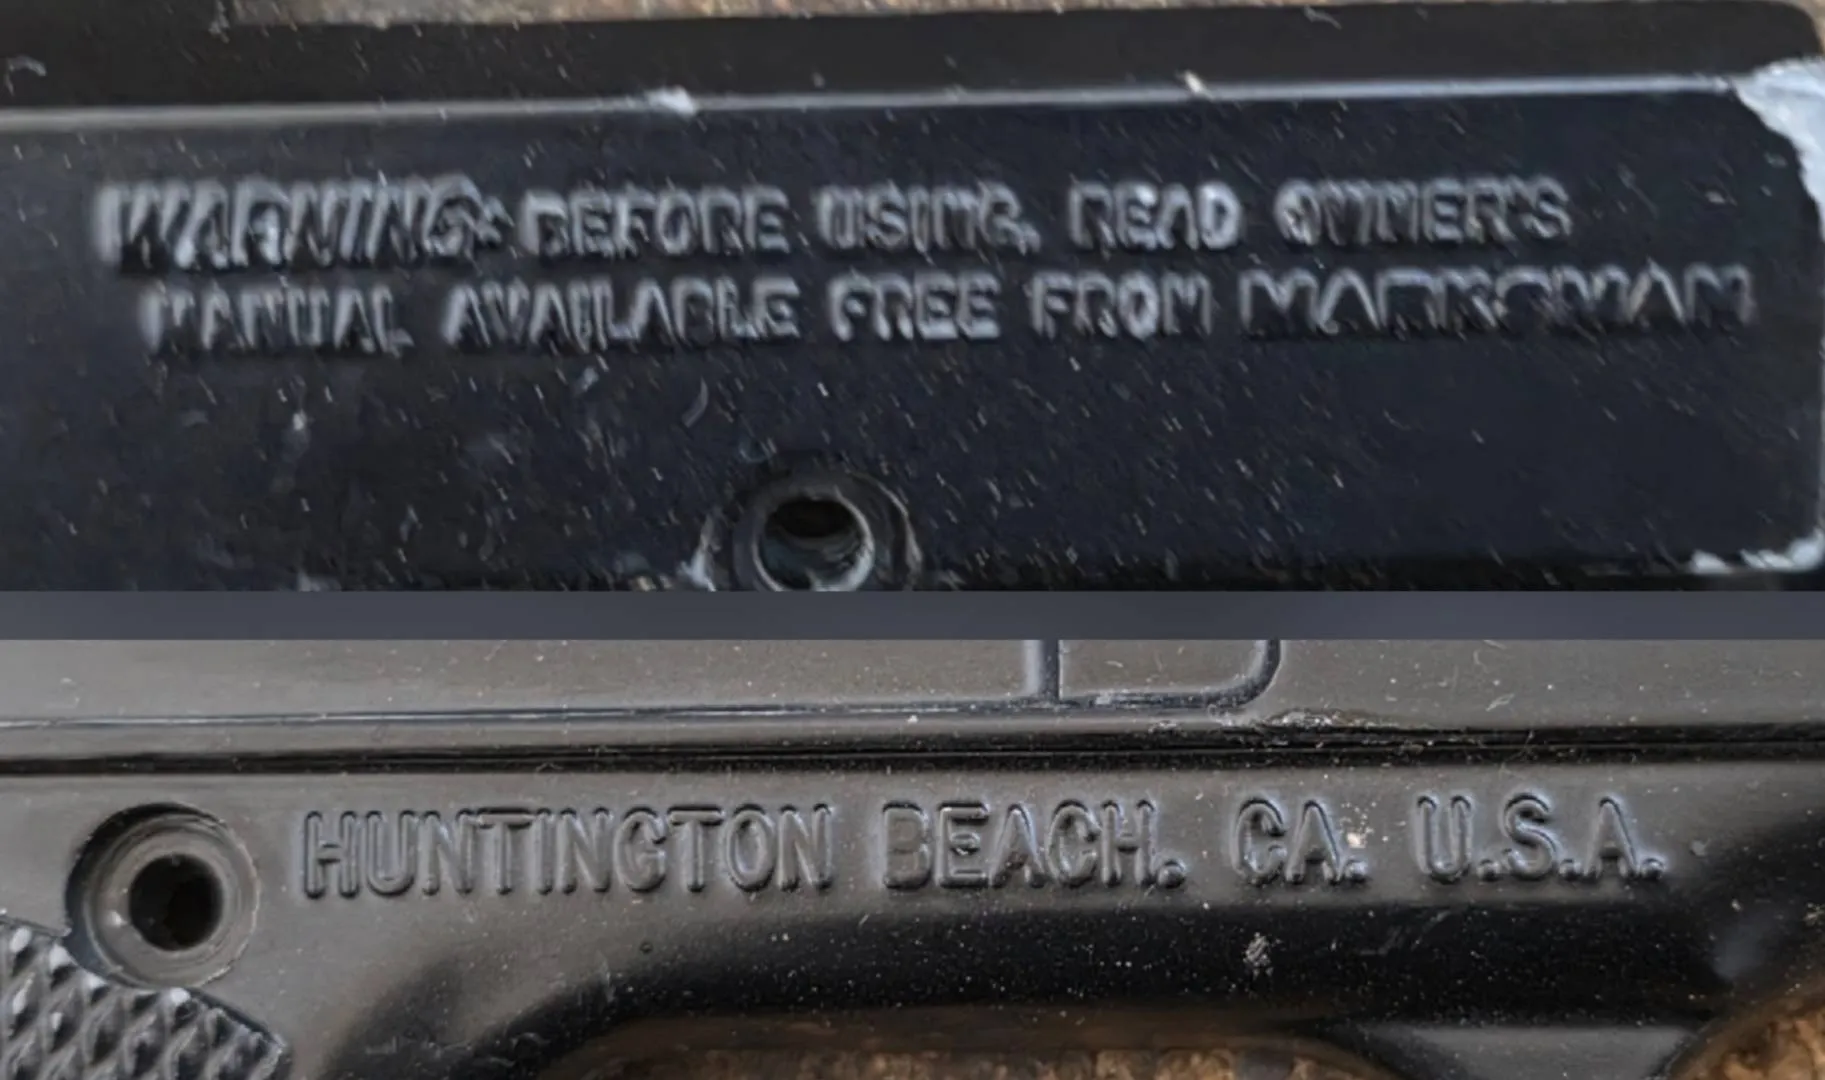 WARNING: BEFORE USING, READ OWNER'S
MANUAL AVAILABLE FREE FROM MARKSMAN
HUNTINGTON BEACH, CA. U.S.A.